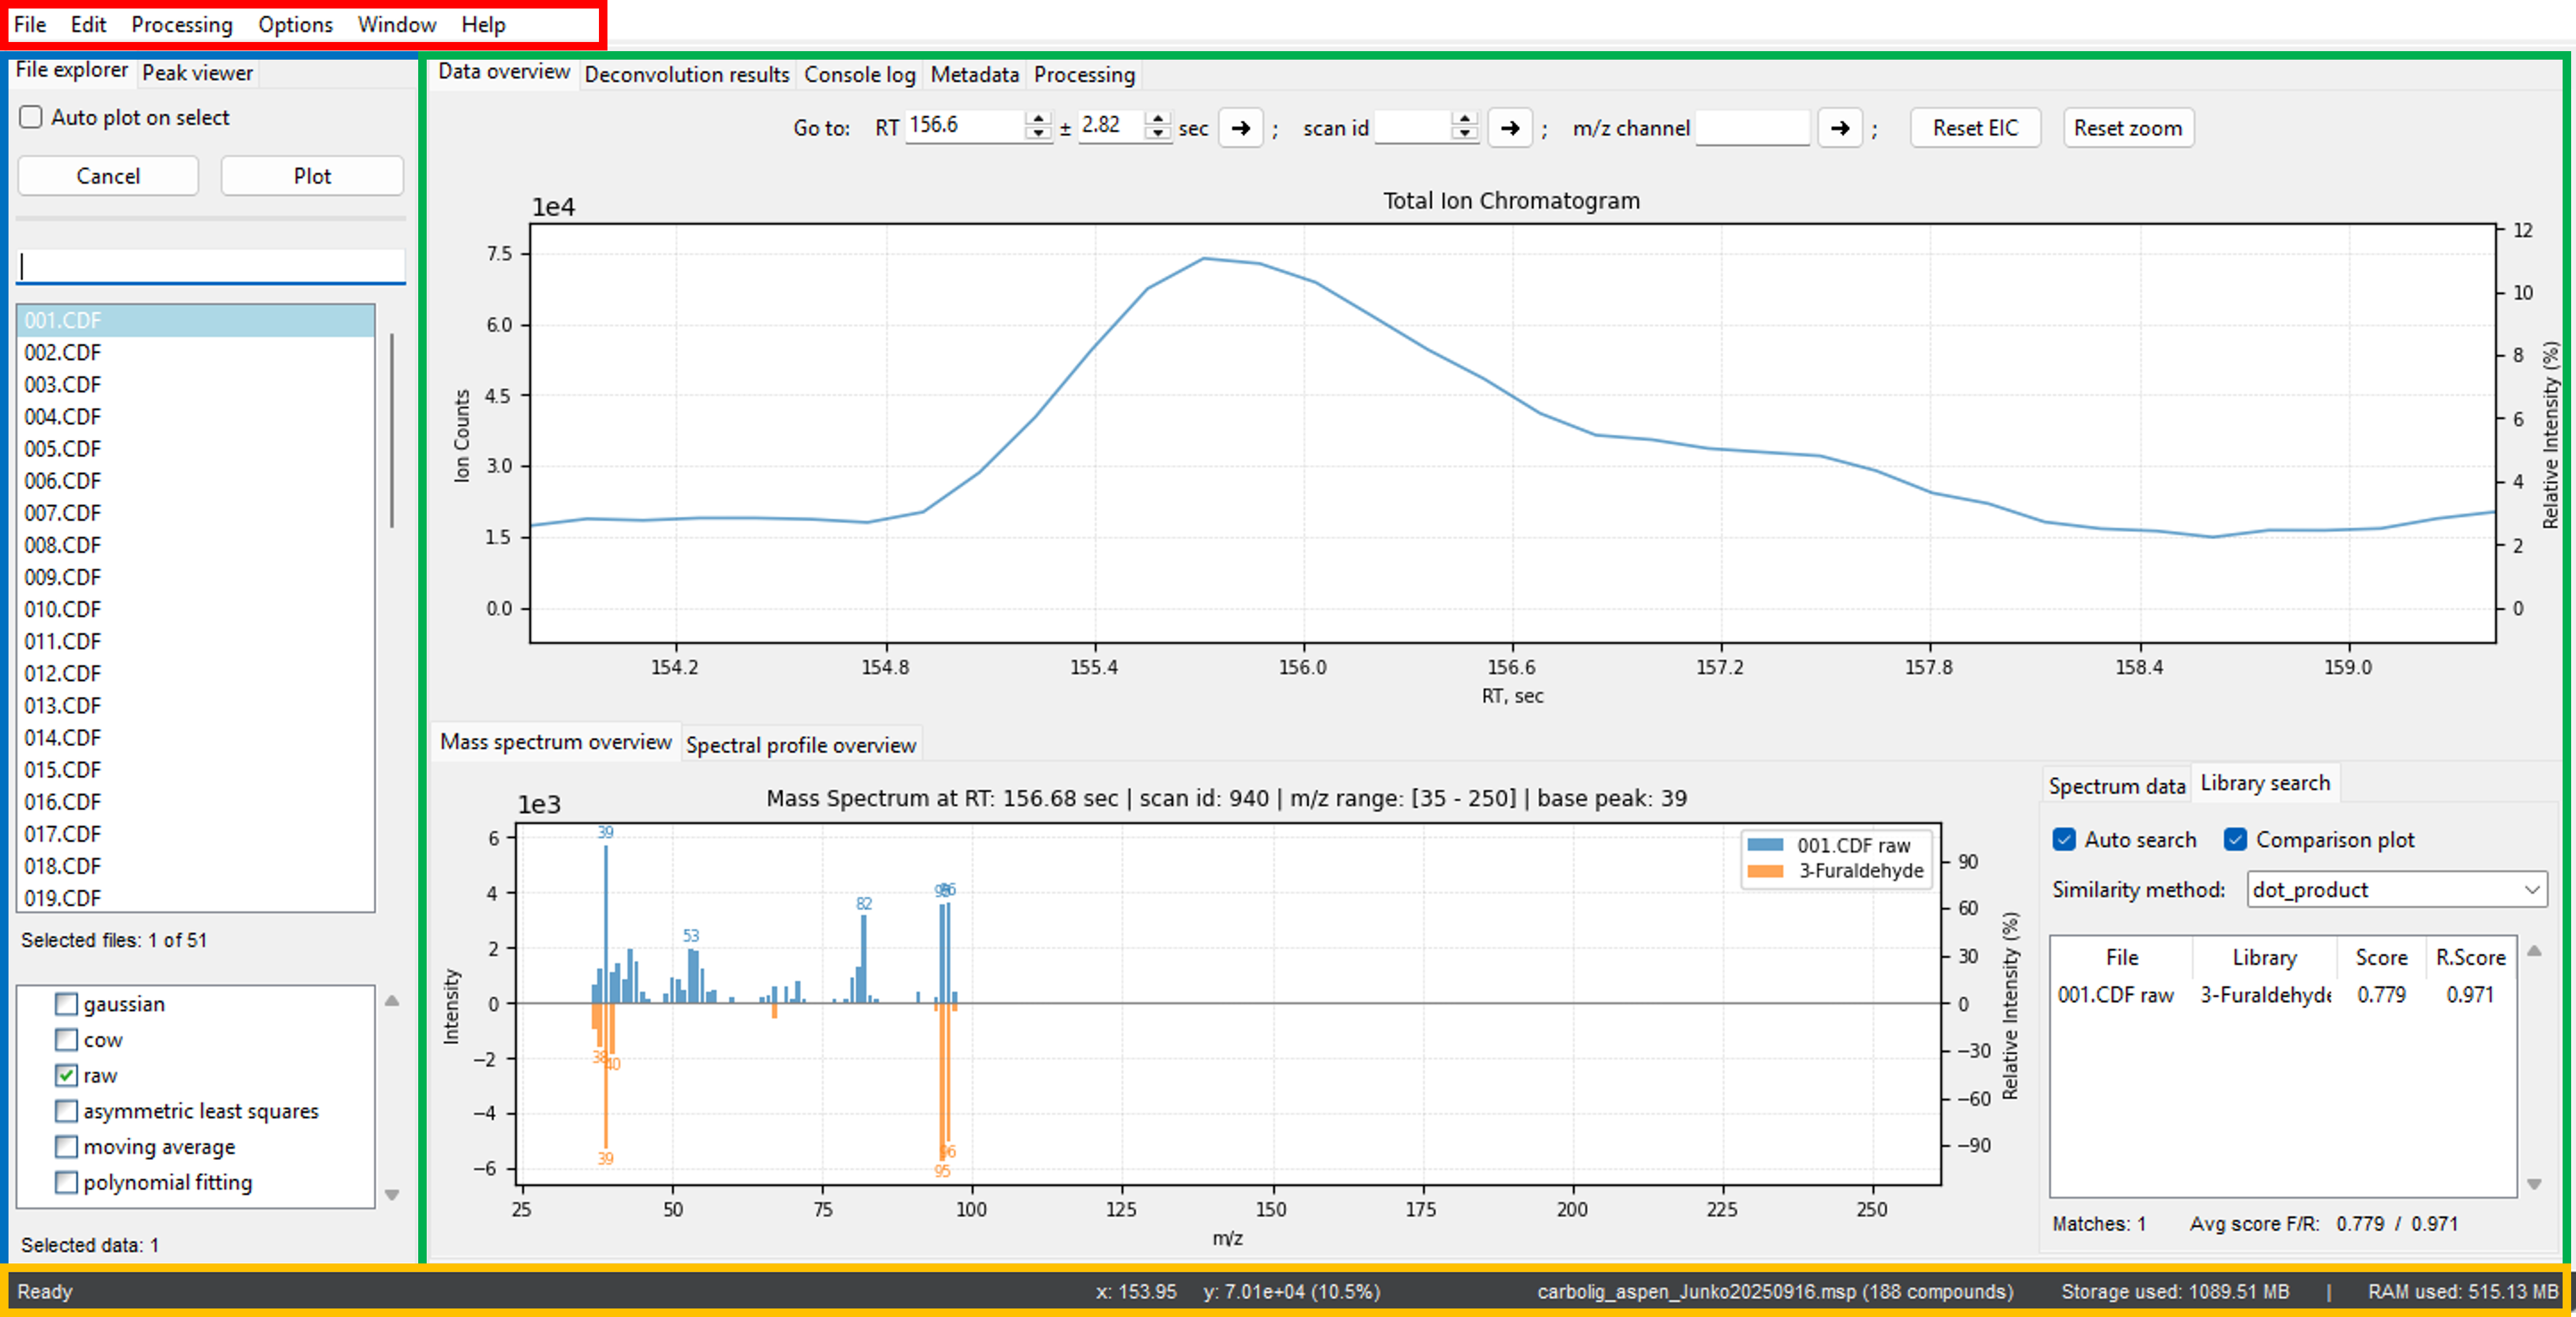 File Edit Processing Options Window Help
File explorer Peak viewer
Auto plot on select
Cancel Plot
001.CDF
002.CDF
003.CDF
004.CDF
005.CDF
006.CDF
007.CDF
008.CDF
009.CDF
010.CDF
011.CDF
012.CDF
013.CDF
014.CDF
015.CDF
016.CDF
017.CDF
018.CDF
019.CDF
Selected files: 1 of 51
gaussian
cow
raw
asymmetric least squares
moving average
polynomial fitting
Selected data: 1
Data overview Deconvolution results Console log Metadata Processing
Go to: RT 156.6 ± 2.82 sec ➔ ; scan id ➔ ; m/z channel ➔ ; Reset EIC Reset zoom
Total Ion Chromatogram
1e4
7.5
6.0
4.5
3.0
1.5
0.0
Ion Counts
12
10
8
6
4
2
0
Relative Intensity (%)
154.2 154.8 155.4 156.0 156.6 157.2 157.8 158.4 159.0
RT, sec
Mass spectrum overview Spectral profile overview
Mass Spectrum at RT: 156.68 sec | scan id: 940 | m/z range: [35 - 250] | base peak: 39
1e3
6
4
2
0
−2
−4
−6
Intensity
39
53
82
96
38
40
39
96
95
001.CDF raw
3-Furaldehyde
90
60
30
0
−30
−60
−90
Relative Intensity (%)
25 50 75 100 125 150 175 200 225 250
m/z
Spectrum data Library search
Auto search Comparison plot
Similarity method: dot_product
File Library Score R.Score
001.CDF raw 3-Furaldehyde 0.779 0.971
Matches: 1 Avg score F/R: 0.779 / 0.971
Ready x: 153.95 y: 7.01e+04 (10.5%) carbolig_aspen_Junko20250916.msp (188 compounds) Storage used: 1089.51 MB | RAM used: 515.13 MB